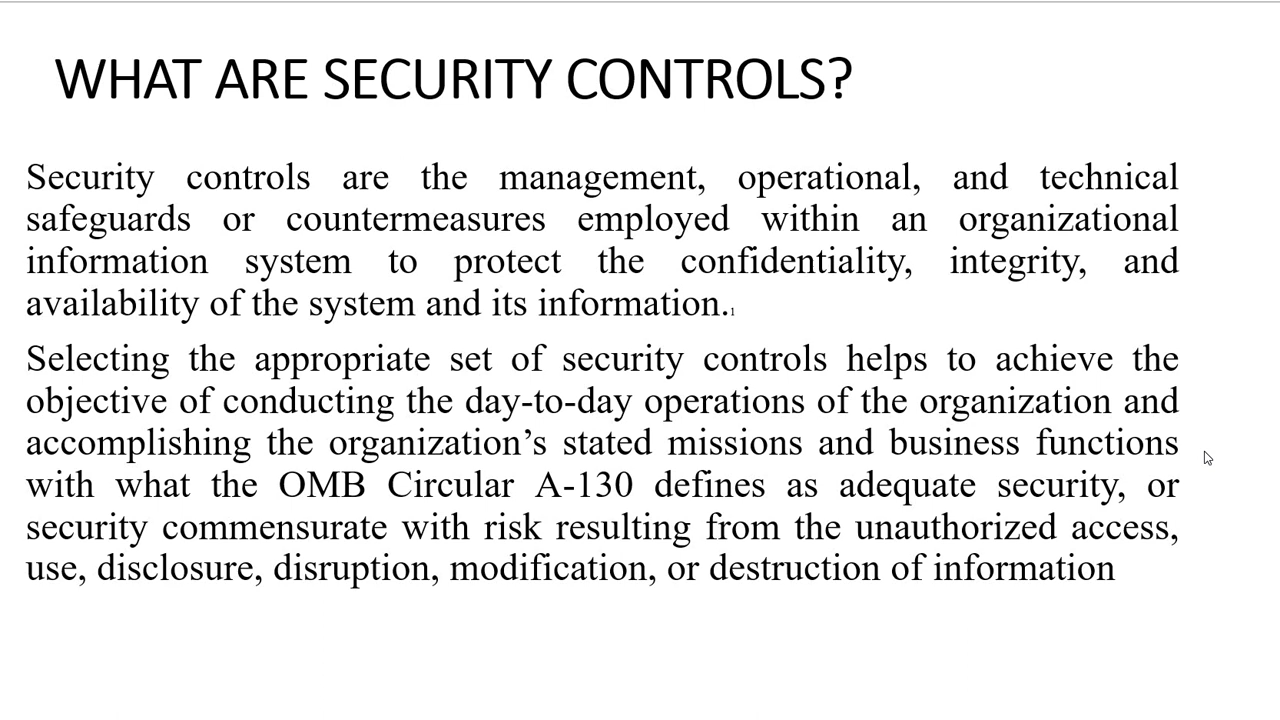 WHAT ARE SECURITY CONTROLS?
Security controls are the management, operational, and technical
safeguards or countermeasures employed within an organizational
information system to protect the confidentiality, integrity, and
availability of the system and its information.1
Selecting the appropriate set of security controls helps to achieve the
objective of conducting the day-to-day operations of the organization and
accomplishing the organization’s stated missions and business functions
with what the OMB Circular A-130 defines as adequate security, or
security commensurate with risk resulting from the unauthorized access,
use, disclosure, disruption, modification, or destruction of information